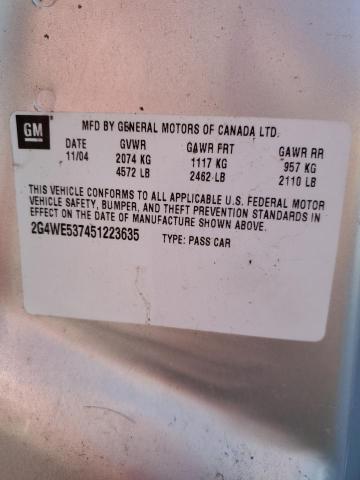 GM
MFD BY GENERAL MOTORS OF CANADA LTD.
DATE GVWR GAWR FRT GAWR RR
11/04 2074 KG 1117 KG 957 KG
4572 LB 2462 LB 2110 LB
THIS VEHICLE CONFORMS TO ALL APPLICABLE U.S. FEDERAL MOTOR
VEHICLE SAFETY, BUMPER, AND THEFT PREVENTION STANDARDS IN
EFFECT ON THE DATE OF MANUFACTURE SHOWN ABOVE.
2G4WE537451223635 TYPE: PASS CAR